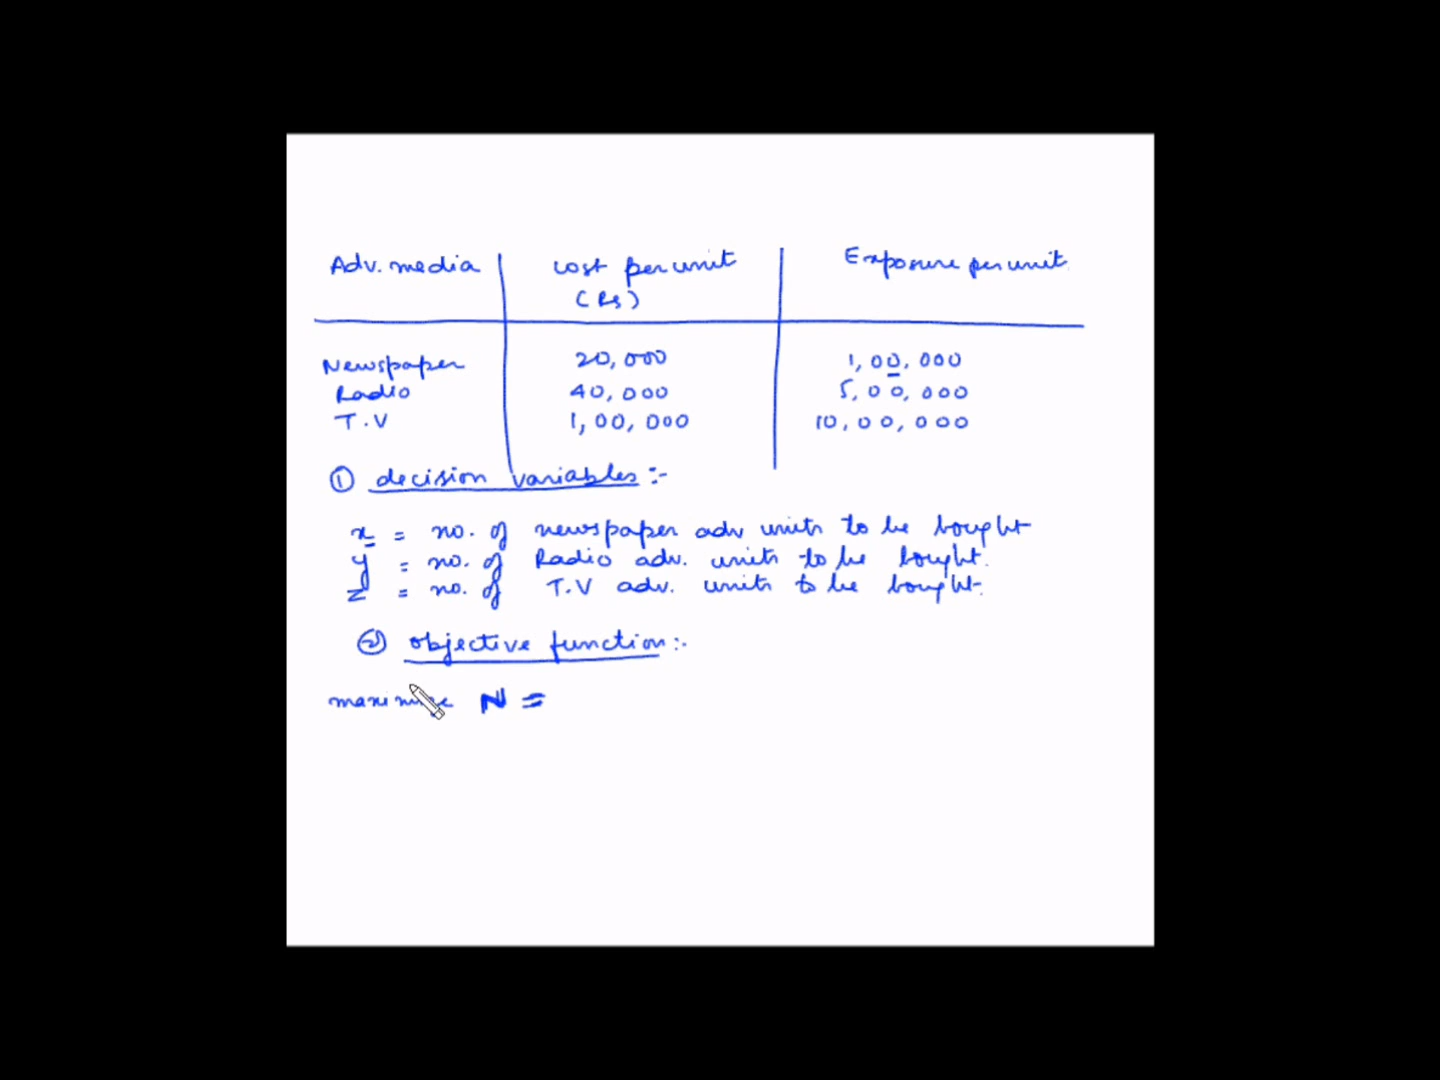 Adv. media cost per unit Exposure per unit.
(Rs)
Newspaper 20,000 1,00,000
Radio 40,000 5,00,000
T.V 1,00,000 10,00,000
① decision variables :-
x = no. of newspaper adv units to be bought
y = no. of Radio adv. units to be bought.
z = no. of T.V adv. units to be bought.
② objective function :-
maximize N =